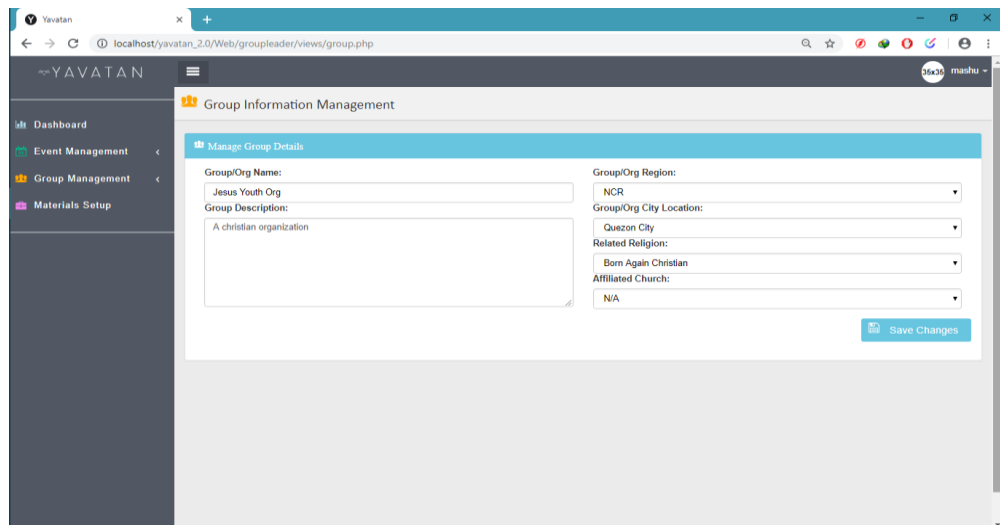 Yavatan
localhost/yavatan_2.0/Web/groupleader/views/group.php
YAVATAN
35x35 mashu
Group Information Management
Dashboard
Event Management
Group Management
Materials Setup
Manage Group Details
Group/Org Name:
Jesus Youth Org
Group Description:
A christian organization
Group/Org Region:
NCR
Group/Org City Location:
Quezon City
Related Religion:
Born Again Christian
Affiliated Church:
N/A
Save Changes